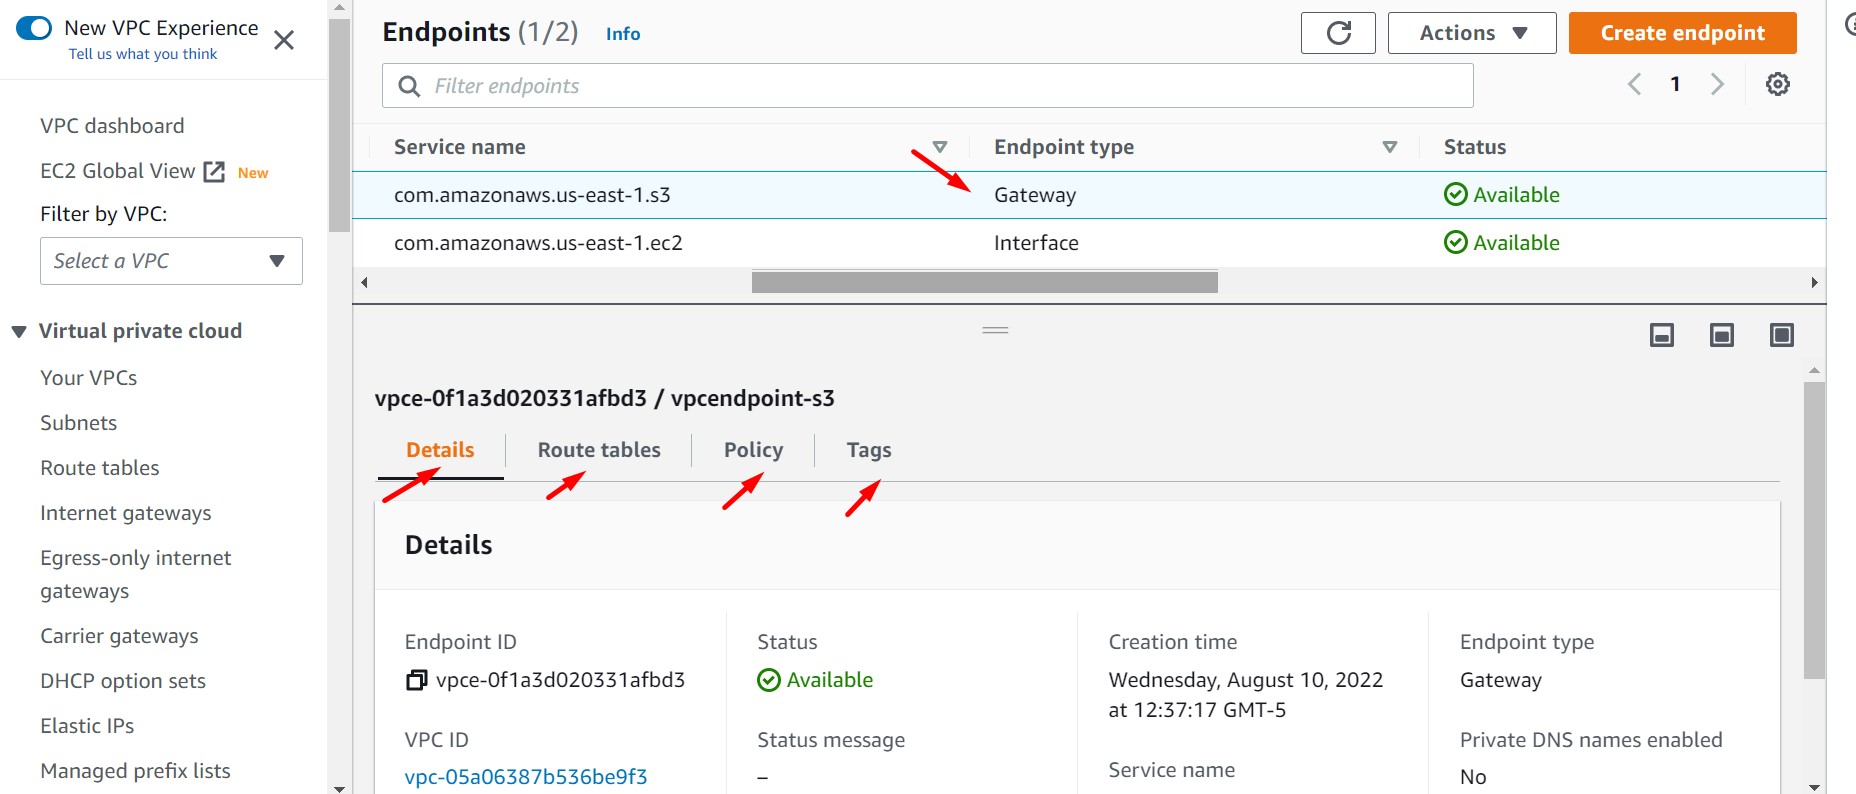 New VPC Experience
Tell us what you think
VPC dashboard
EC2 Global View New
Filter by VPC:
Select a VPC
Virtual private cloud
Your VPCs
Subnets
Route tables
Internet gateways
Egress-only internet
gateways
Carrier gateways
DHCP option sets
Elastic IPs
Managed prefix lists
Endpoints (1/2) Info
Actions
Create endpoint
Filter endpoints
1
Service name Endpoint type Status
com.amazonaws.us-east-1.s3 Gateway Available
com.amazonaws.us-east-1.ec2 Interface Available
vpce-0f1a3d020331afbd3 / vpcendpoint-s3
Details Route tables Policy Tags
Details
Endpoint ID
vpce-0f1a3d020331afbd3
VPC ID
vpc-05a06387b536be9f3
Status
Available
Status message
–
Creation time
Wednesday, August 10, 2022
at 12:37:17 GMT-5
Service name
Endpoint type
Gateway
Private DNS names enabled
No